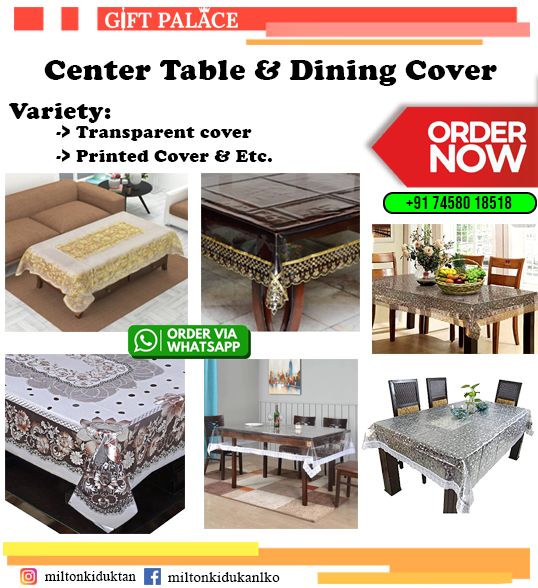 GIFT PALACE
Center Table & Dining Cover
Variety:
-> Transparent cover
-> Printed Cover & Etc.
ORDER
NOW
+91 74580 18518
ORDER VIA
WHATSAPP
miltonkiduktan
miltonkidukanlko